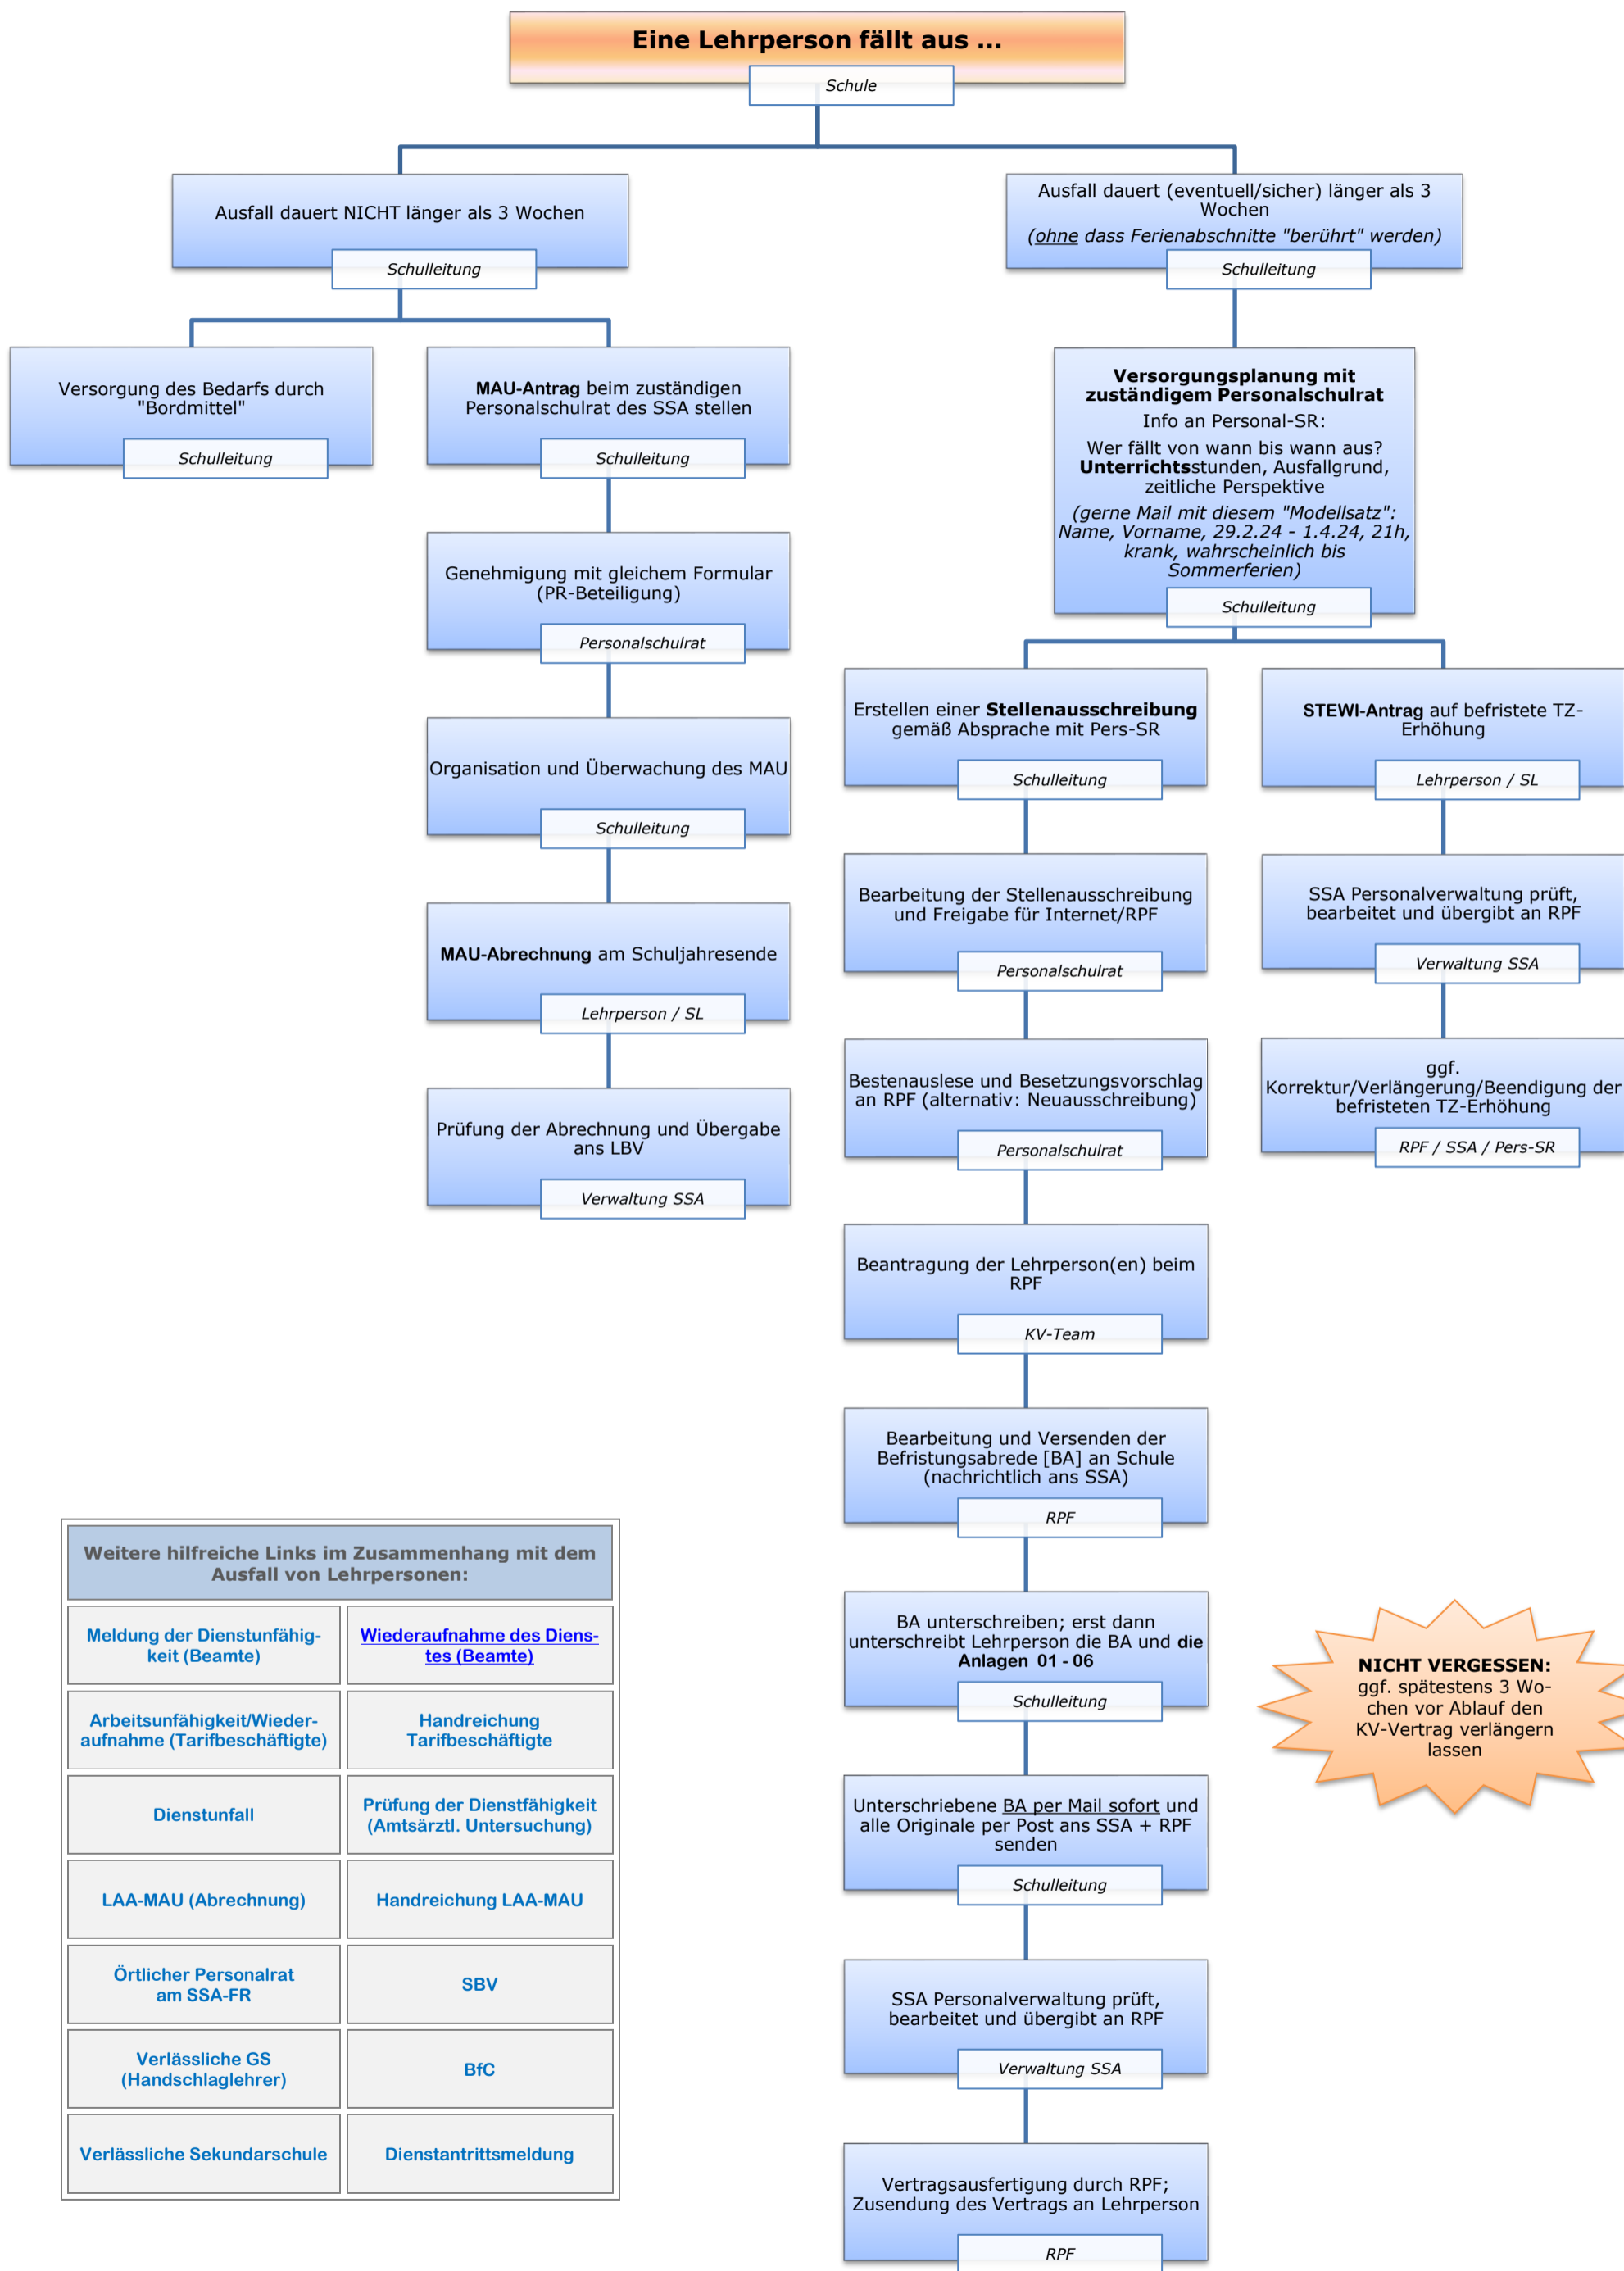 Eine Lehrperson fällt aus ...
Schule
Ausfall dauert NICHT länger als 3 Wochen
Schulleitung
Ausfall dauert (eventuell/sicher) länger als 3
Wochen
(ohne dass Ferienabschnitte "berührt" werden)
Schulleitung
Versorgung des Bedarfs durch
"Bordmittel"
Schulleitung
MAU-Antrag beim zuständigen
Personalschulrat des SSA stellen
Schulleitung
Genehmigung mit gleichem Formular
(PR-Beteiligung)
Personalschulrat
Organisation und Überwachung des MAU
Schulleitung
MAU-Abrechnung am Schuljahresende
Lehrperson / SL
Prüfung der Abrechnung und Übergabe
ans LBV
Verwaltung SSA
Versorgungsplanung mit
zuständigem Personalschulrat
Info an Personal-SR:
Wer fällt von wann bis wann aus?
Unterrichtsstunden, Ausfallgrund,
zeitliche Perspektive
(gerne Mail mit diesem "Modellsatz":
Name, Vorname, 29.2.24 - 1.4.24, 21h,
krank, wahrscheinlich bis
Sommerferien)
Schulleitung
Erstellen einer Stellenausschreibung
gemäß Absprache mit Pers-SR
Schulleitung
Bearbeitung der Stellenausschreibung
und Freigabe für Internet/RPF
Personalschulrat
Bestenauslese und Besetzungsvorschlag
an RPF (alternativ: Neuausschreibung)
Personalschulrat
Beantragung der Lehrperson(en) beim
RPF
KV-Team
Bearbeitung und Versenden der
Befristungsabrede [BA] an Schule
(nachrichtlich ans SSA)
RPF
BA unterschreiben; erst dann
unterschreibt Lehrperson die BA und die
Anlagen 01 - 06
Schulleitung
Unterschriebene BA per Mail sofort und
alle Originale per Post ans SSA + RPF
senden
Schulleitung
SSA Personalverwaltung prüft,
bearbeitet und übergibt an RPF
Verwaltung SSA
Vertragsausfertigung durch RPF;
Zusendung des Vertrags an Lehrperson
RPF
STEWI-Antrag auf befristete TZ-
Erhöhung
Lehrperson / SL
SSA Personalverwaltung prüft,
bearbeitet und übergibt an RPF
Verwaltung SSA
ggf.
Korrektur/Verlängerung/Beendigung der
befristeten TZ-Erhöhung
RPF / SSA / Pers-SR
NICHT VERGESSEN:
ggf. spätestens 3 Wo-
chen vor Ablauf den
KV-Vertrag verlängern
lassen
Weitere hilfreiche Links im Zusammenhang mit dem
Ausfall von Lehrpersonen:
Meldung der Dienstunfähig-
keit (Beamte)
Wiederaufnahme des Diens-
tes (Beamte)
Arbeitsunfähigkeit/Wieder-
aufnahme (Tarifbeschäftigte)
Handreichung
Tarifbeschäftigte
Dienstunfall
Prüfung der Dienstfähigkeit
(Amtsärztl. Untersuchung)
LAA-MAU (Abrechnung)
Handreichung LAA-MAU
Örtlicher Personalrat
am SSA-FR
SBV
Verlässliche GS
(Handschlaglehrer)
BfC
Verlässliche Sekundarschule
Dienstantrittsmeldung